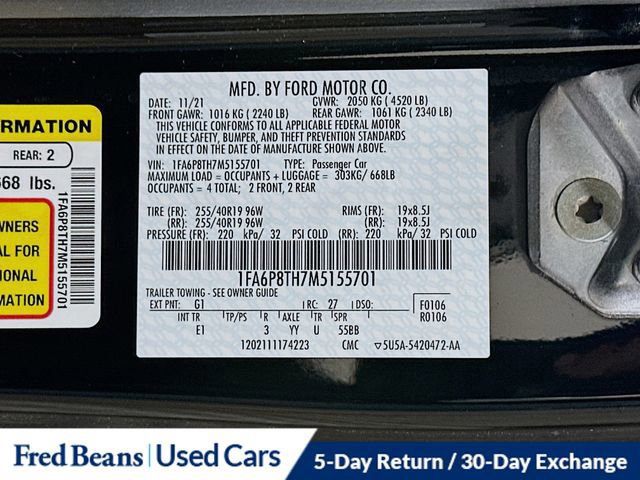 MFD. BY FORD MOTOR CO.
DATE: 11/21 GVWR: 2050 KG (4520 LB)
FRONT GAWR: 1016 KG (2240 LB) REAR GAWR: 1061 KG (2340 LB)
THIS VEHICLE CONFORMS TO ALL APPLICABLE FEDERAL MOTOR
VEHICLE SAFETY, BUMPER, AND THEFT PREVENTION STANDARDS
IN EFFECT ON THE DATE OF MANUFACTURE SHOWN ABOVE.
VIN: 1FA6P8TH7M5155701 TYPE: Passenger Car
MAXIMUM LOAD = OCCUPANTS + LUGGAGE = 303KG/ 668LB
OCCUPANTS = 4 TOTAL; 2 FRONT, 2 REAR
TIRE (FR): 255/40R19 96W RIMS (FR): 19x8.5J
(RR): 255/40R19 96W (RR): 19x8.5J
PRESSURE (FR): 220 kPa/ 32 PSI COLD (RR): 220 kPa/ 32 PSI COLD
1FA6P8TH7M5155701
TRAILER TOWING - SEE OWNER GUIDE
EXT PNT: G1 RC: 27 DSO: F0106
R0106
INT TR TP/PS R AXLE TR SPR
E1 3 YY U 55BB
1202111174223 CMC ▽5U5A-5420472-AA
RMATION
REAR: 2
668 lbs.
WNERS
AL FOR
IONAL
MATION
1FA6P8TH7M5155701
Fred Beans | Used Cars
5-Day Return / 30-Day Exchange